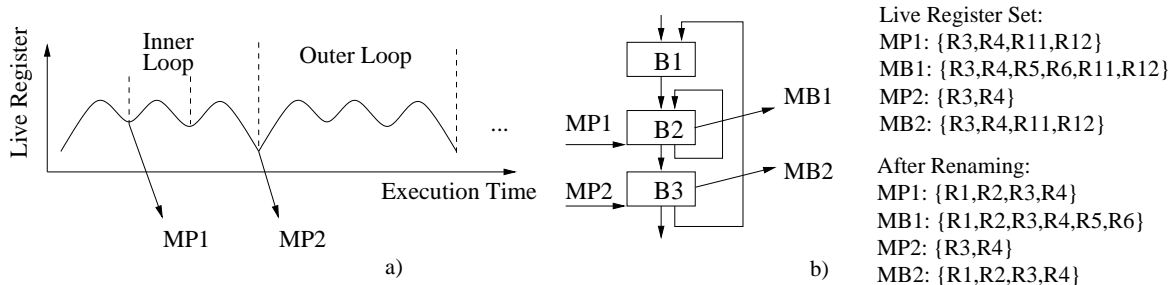 Live Register
Inner
Loop
Outer Loop
...
Execution Time
MP1
MP2
a)
B1
MP1
B2
MB1
MP2
B3
MB2
b)
Live Register Set:
MP1: {R3,R4,R11,R12}
MB1: {R3,R4,R5,R6,R11,R12}
MP2: {R3,R4}
MB2: {R3,R4,R11,R12}
After Renaming:
MP1: {R1,R2,R3,R4}
MB1: {R1,R2,R3,R4,R5,R6}
MP2: {R3,R4}
MB2: {R1,R2,R3,R4}